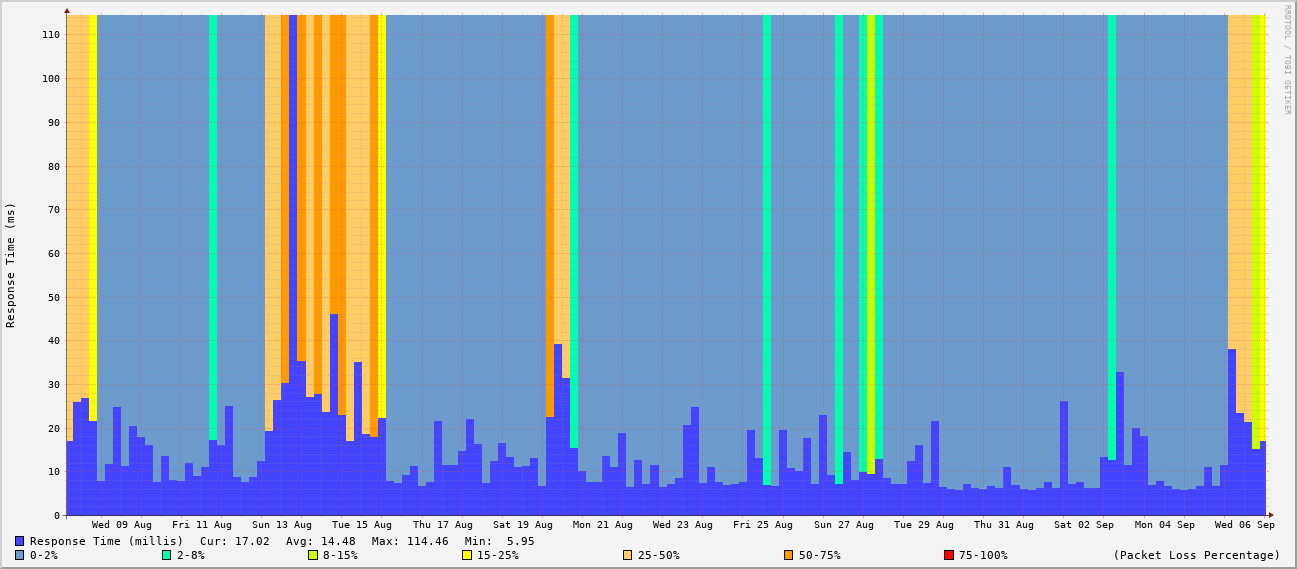 RRDTOOL / TOBI OETIKER
Response Time (ms)
110
100
90
80
70
60
50
40
30
20
10
0
Wed 09 Aug Fri 11 Aug Sun 13 Aug Tue 15 Aug Thu 17 Aug Sat 19 Aug Mon 21 Aug Wed 23 Aug Fri 25 Aug Sun 27 Aug Tue 29 Aug Thu 31 Aug Sat 02 Sep Mon 04 Sep Wed 06 Sep
Response Time (millis) Cur: 17.02 Avg: 14.48 Max: 114.46 Min: 5.95
0-2% 2-8% 8-15% 15-25% 25-50% 50-75% 75-100% (Packet Loss Percentage)